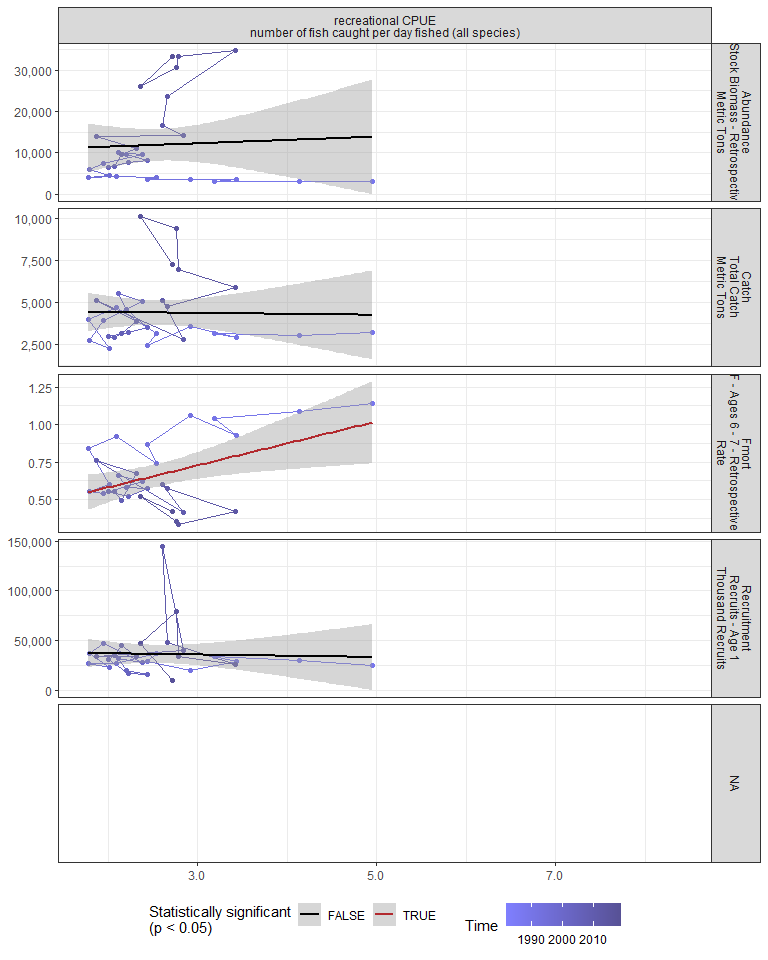 recreational CPUE
number of fish caught per day fished (all species)
30,000
20,000
10,000
0
Abundance
Stock Biomass - Retrospectiv
Metric Tons
10,000
7,500
5,000
2,500
Catch
Total Catch
Metric Tons
1.25
1.00
0.75
0.50
Fmort
F - Ages 6 - 7 - Retrospective
Rate
150,000
100,000
50,000
0
Recruitment
Recruits - Age 1
Thousand Recruits
NA
3.0
5.0
7.0
Statistically significant
(p < 0.05)
FALSE
TRUE
Time
1990 2000 2010